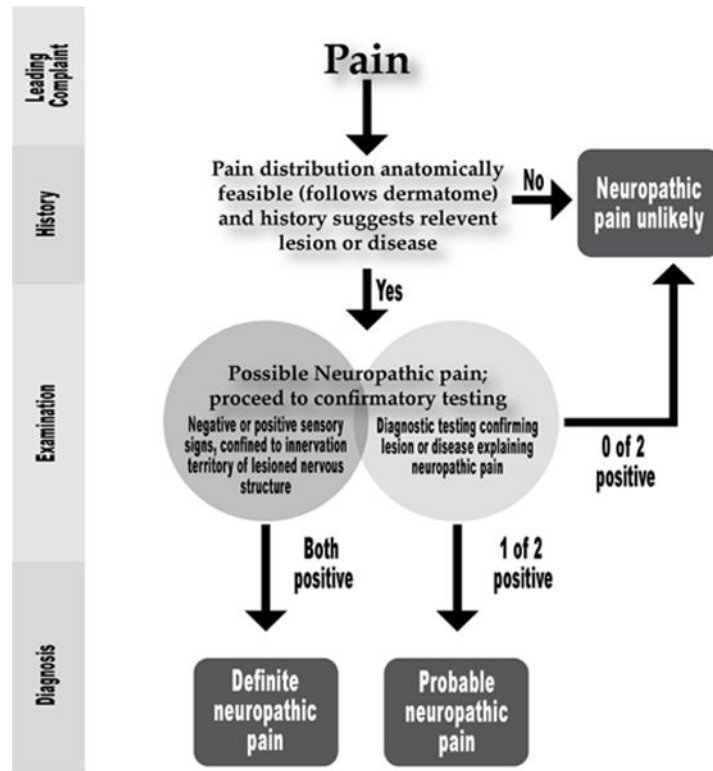 Leading
Complaint
Pain
History
Pain distribution anatomically
feasible (follows dermatome)
and history suggests relevent
lesion or disease
No
Neuropathic
pain unlikely
Yes
Examination
Possible Neuropathic pain;
proceed to confirmatory testing
Negative or positive sensory
signs, confined to innervation
territory of lesioned nervous
structure
Diagnostic testing confirming
lesion or disease explaining
neuropathic pain
0 of 2
positive
Both
positive
1 of 2
positive
Diagnosis
Definite
neuropathic
pain
Probable
neuropathic
pain